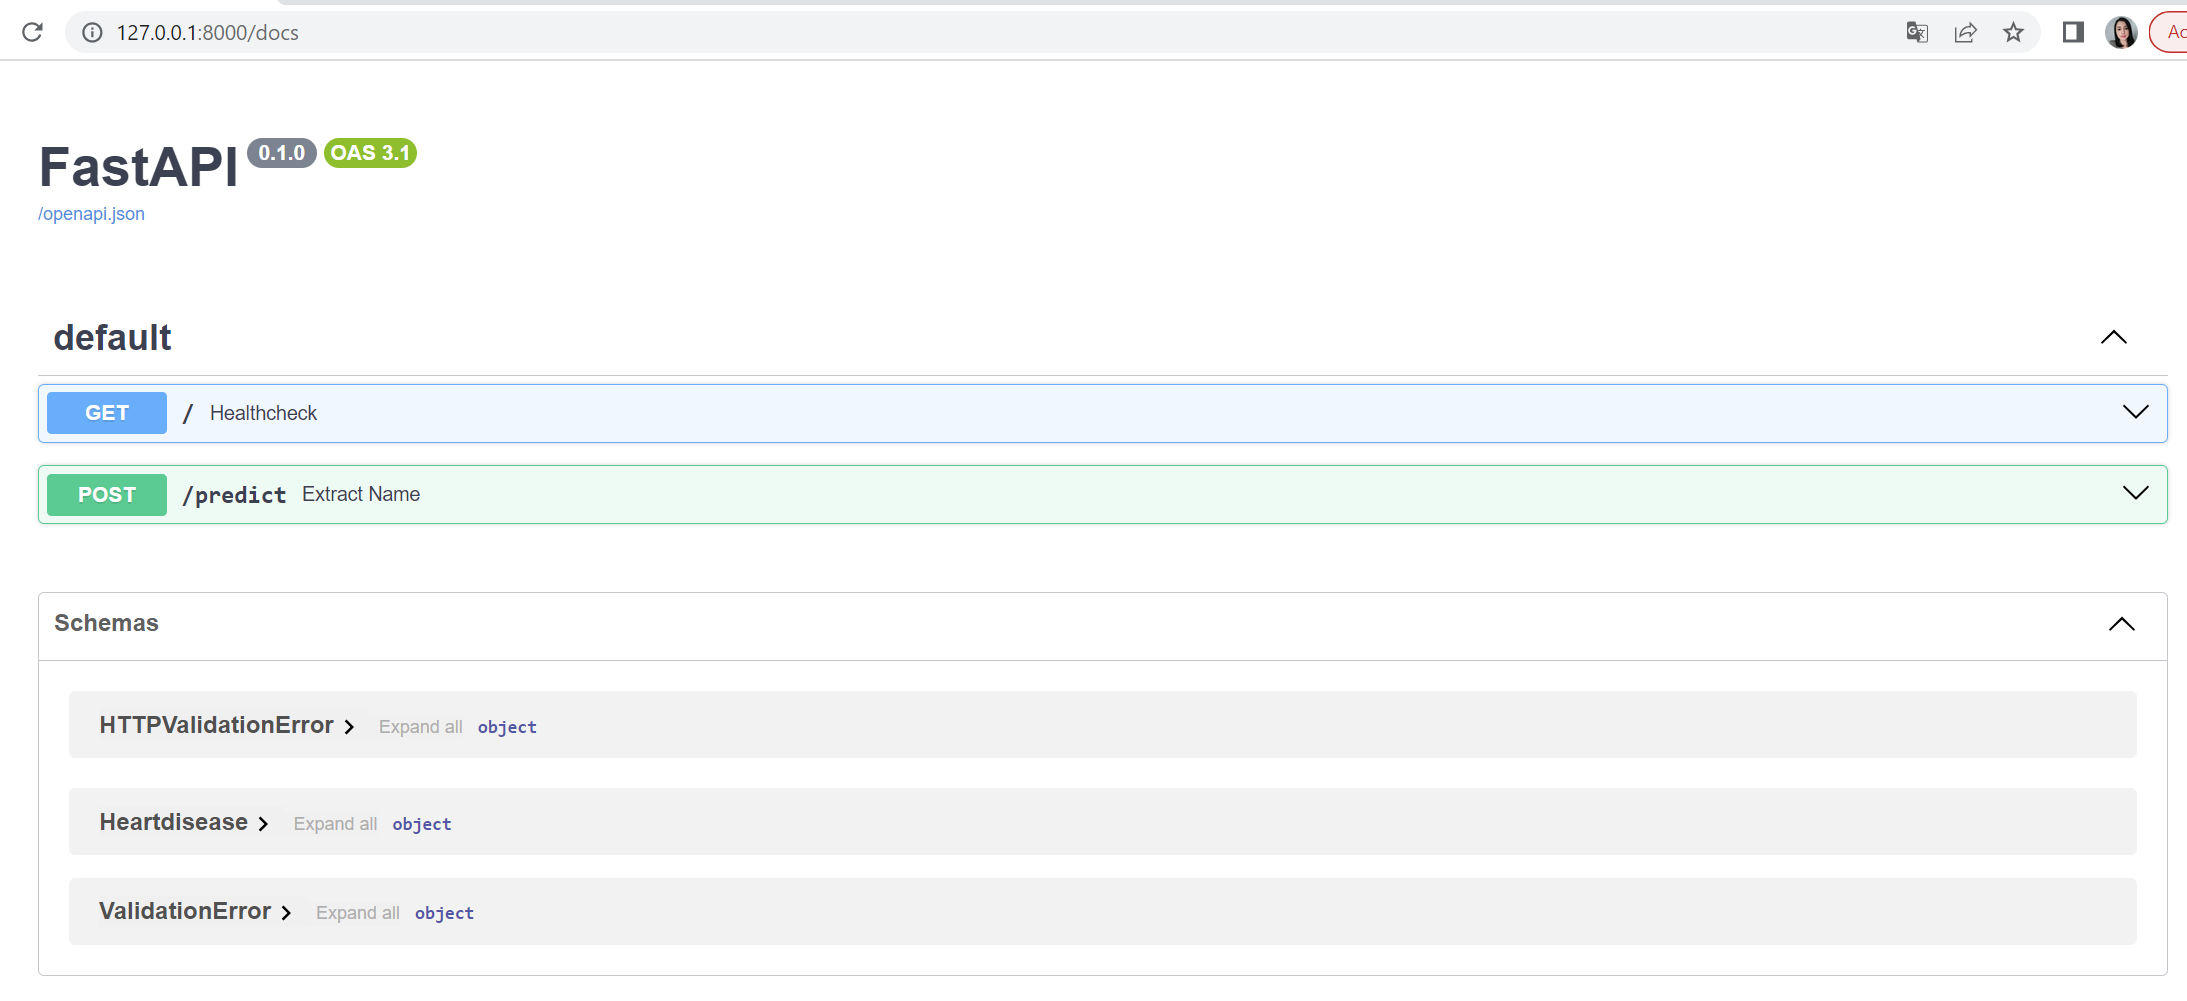 127.0.0.1:8000/docs
Ac
FastAPI 0.1.0 OAS 3.1
/openapi.json
default
GET / Healthcheck
POST /predict Extract Name
Schemas
HTTPValidationError Expand all object
Heartdisease Expand all object
ValidationError Expand all object